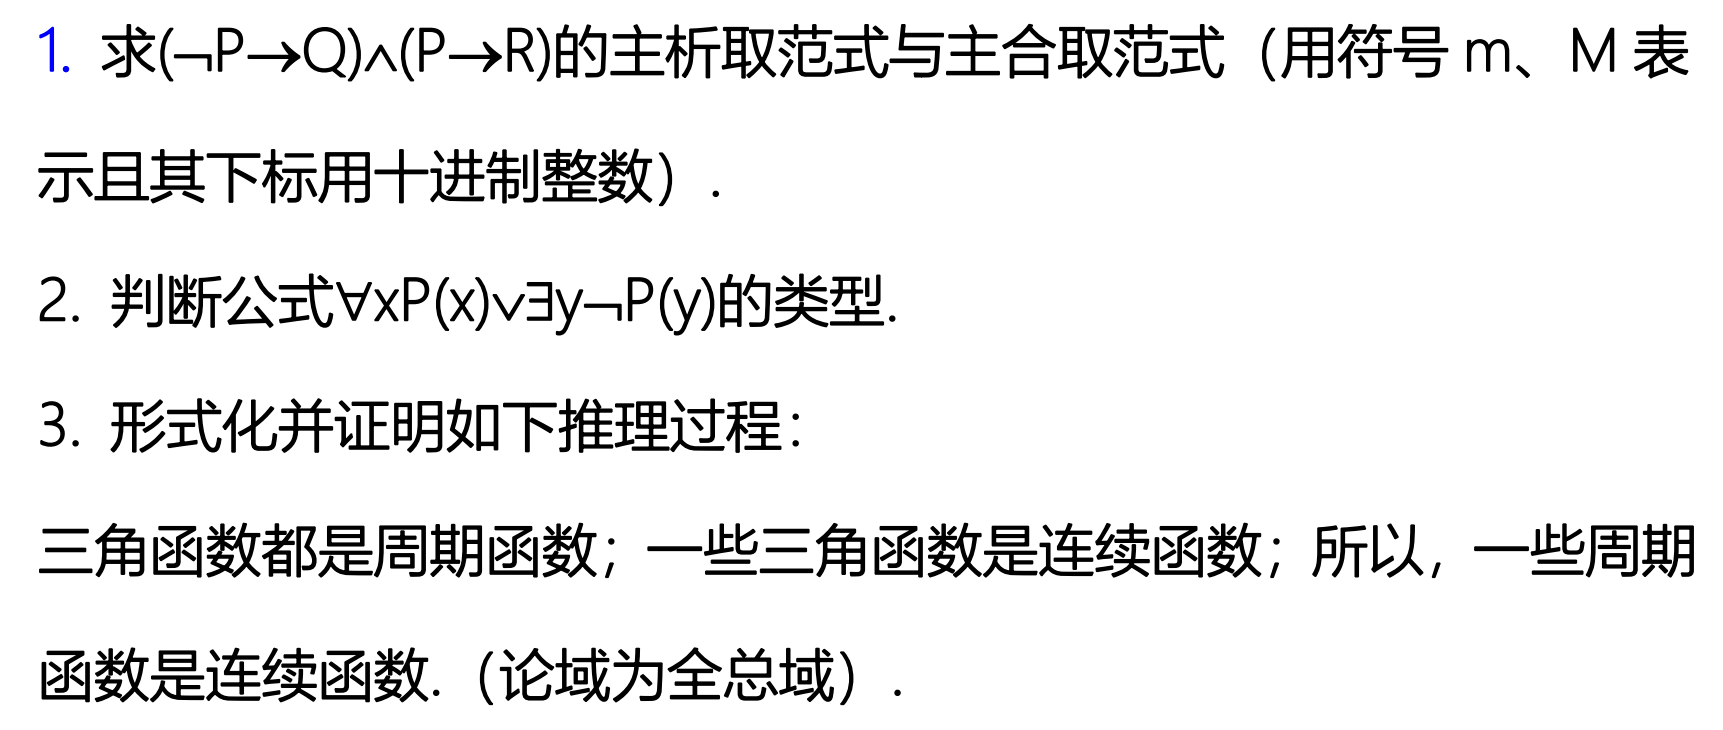 1. 求(¬P→Q)∧(P→R)的主析取范式与主合取范式（用符号 m、M 表
示且其下标用十进制整数）.
2. 判断公式∀xP(x)∨∃y¬P(y)的类型.
3. 形式化并证明如下推理过程：
三角函数都是周期函数；一些三角函数是连续函数；所以，一些周期
函数是连续函数.（论域为全总域）.